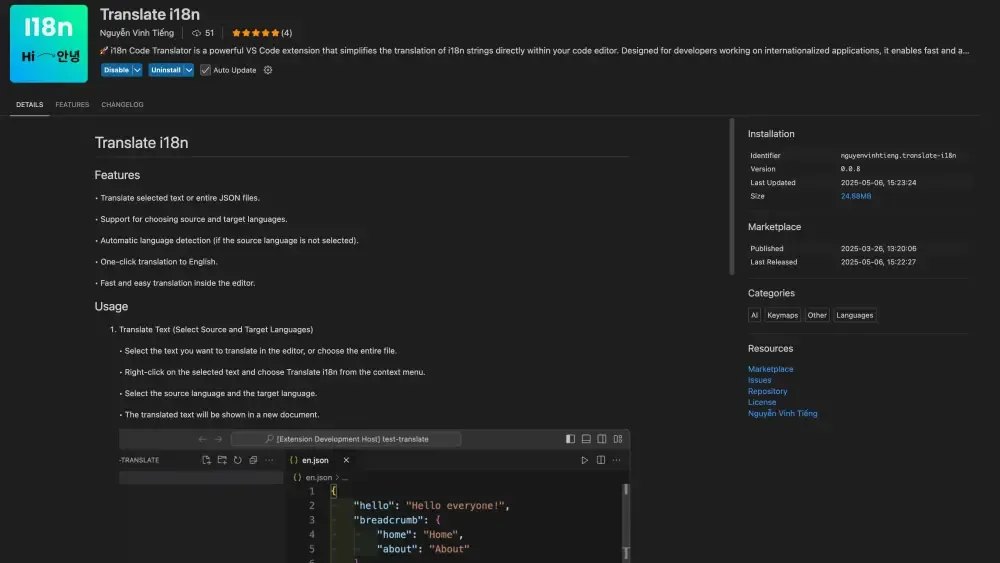 I18n
Hi 안녕
Translate i18n
Nguyễn Vinh Tiếng 51 (4)
🚀 i18n Code Translator is a powerful VS Code extension that simplifies the translation of i18n strings directly within your code editor. Designed for developers working on internationalized applications, it enables fast and a...
Disable Uninstall Auto Update
DETAILS FEATURES CHANGELOG
Translate i18n
Features
• Translate selected text or entire JSON files.
• Support for choosing source and target languages.
• Automatic language detection (if the source language is not selected).
• One-click translation to English.
• Fast and easy translation inside the editor.
Usage
1. Translate Text (Select Source and Target Languages)
• Select the text you want to translate in the editor, or choose the entire file.
• Right-click on the selected text and choose Translate i18n from the context menu.
• Select the source language and the target language.
• The translated text will be shown in a new document.
[Extension Development Host] test-translate
-TRANSLATE
{} en.json ×
{} en.json > ...
1 {
2 "hello": "Hello everyone!",
3 "breadcrumb": {
4 "home": "Home",
5 "about": "About"
Installation
Identifier nguyenvinhtieng.translate-i18n
Version 0.0.8
Last Updated 2025-05-06, 15:23:24
Size 24.68MB
Marketplace
Published 2025-03-26, 13:20:06
Last Released 2025-05-06, 15:22:27
Categories
AI Keymaps Other Languages
Resources
Marketplace
Issues
Repository
License
Nguyễn Vinh Tiếng